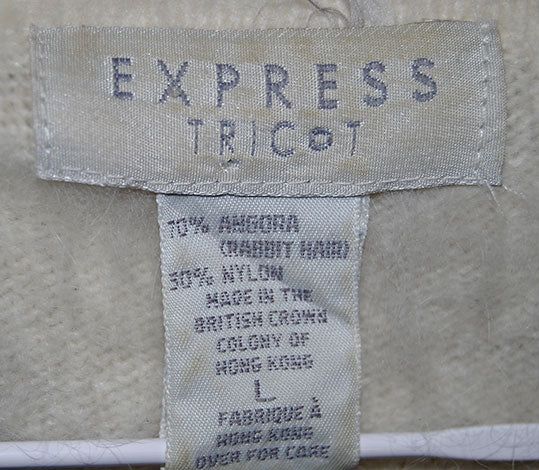 EXPRESS
TRICOT
70% ANGORA
(RABBIT HAIR)
30% NYLON
MADE IN THE
BRITISH CROWN
COLONY OF
HONG KONG
L
FABRIQUE À
HONG KONG
OVER FOR CARE